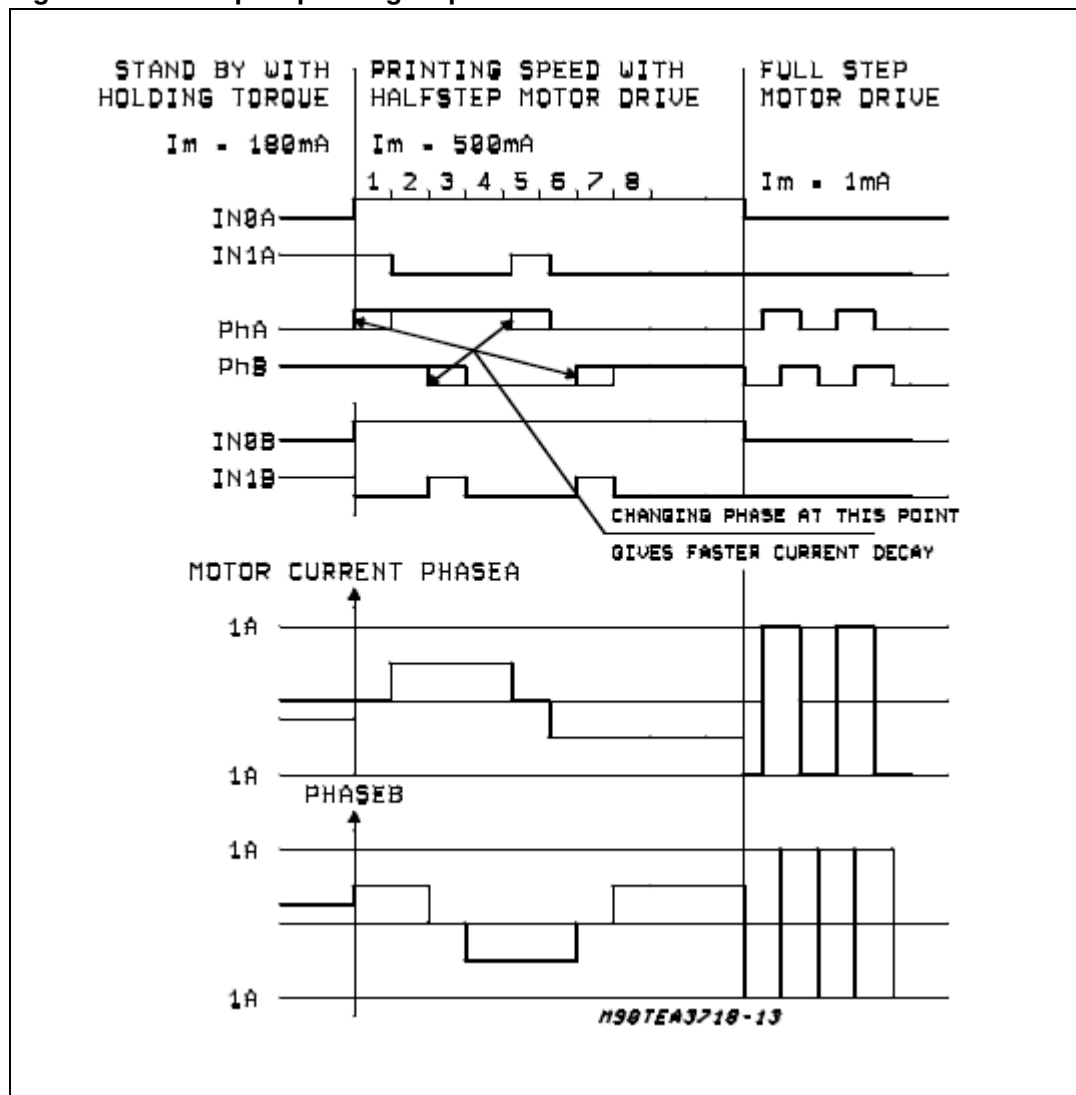 STAND BY WITH
HOLDING TORQUE
Im = 180mA
PRINTING SPEED WITH
HALFSTEP MOTOR DRIVE
Im = 500mA
FULL STEP
MOTOR DRIVE
Im = 1mA
1 2 3 4 5 6 7 8
IN0A
IN1A
PhA
PhB
IN0B
IN1B
CHANGING PHASE AT THIS POINT
GIVES FASTER CURRENT DECAY
MOTOR CURRENT PHASEA
1A
1A
PHASEB
1A
1A
M90TEA3718-13